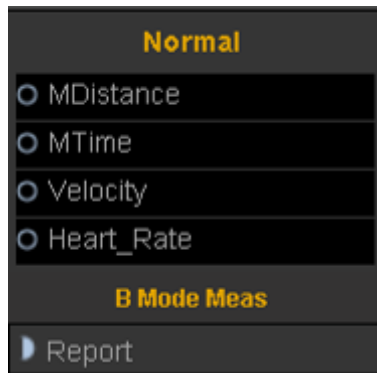 Normal
MDistance
MTime
Velocity
Heart_Rate
B Mode Meas
Report